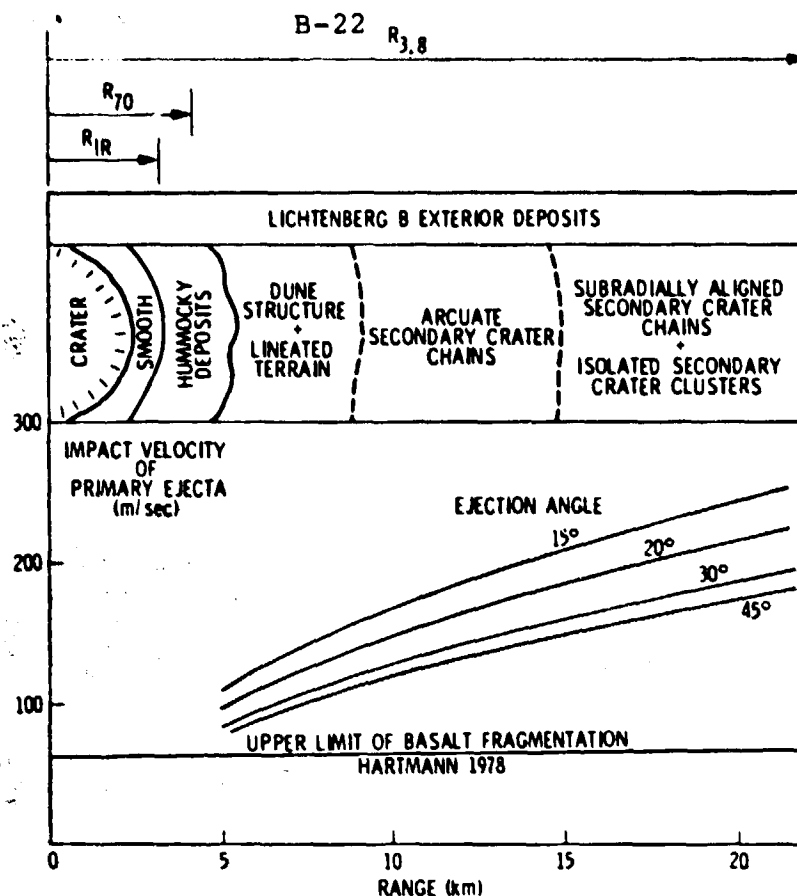 B-22
R3.8
R70
RIR
LICHTENBERG B EXTERIOR DEPOSITS
CRATER
SMOOTH
HUMMOCKY
DEPOSITS
DUNE
STRUCTURE
+
LINEATED
TERRAIN
ARCUATE
SECONDARY CRATER
CHAINS
SUBRADIALLY ALIGNED
SECONDARY CRATER
CHAINS
+
ISOLATED SECONDARY
CRATER CLUSTERS
300
IMPACT VELOCITY
OF
PRIMARY EJECTA
(m/sec)
EJECTION ANGLE
15°
20°
30°
45°
200
100
UPPER LIMIT OF BASALT FRAGMENTATION
HARTMANN 1978
0 5 10 15 20
RANGE (km)